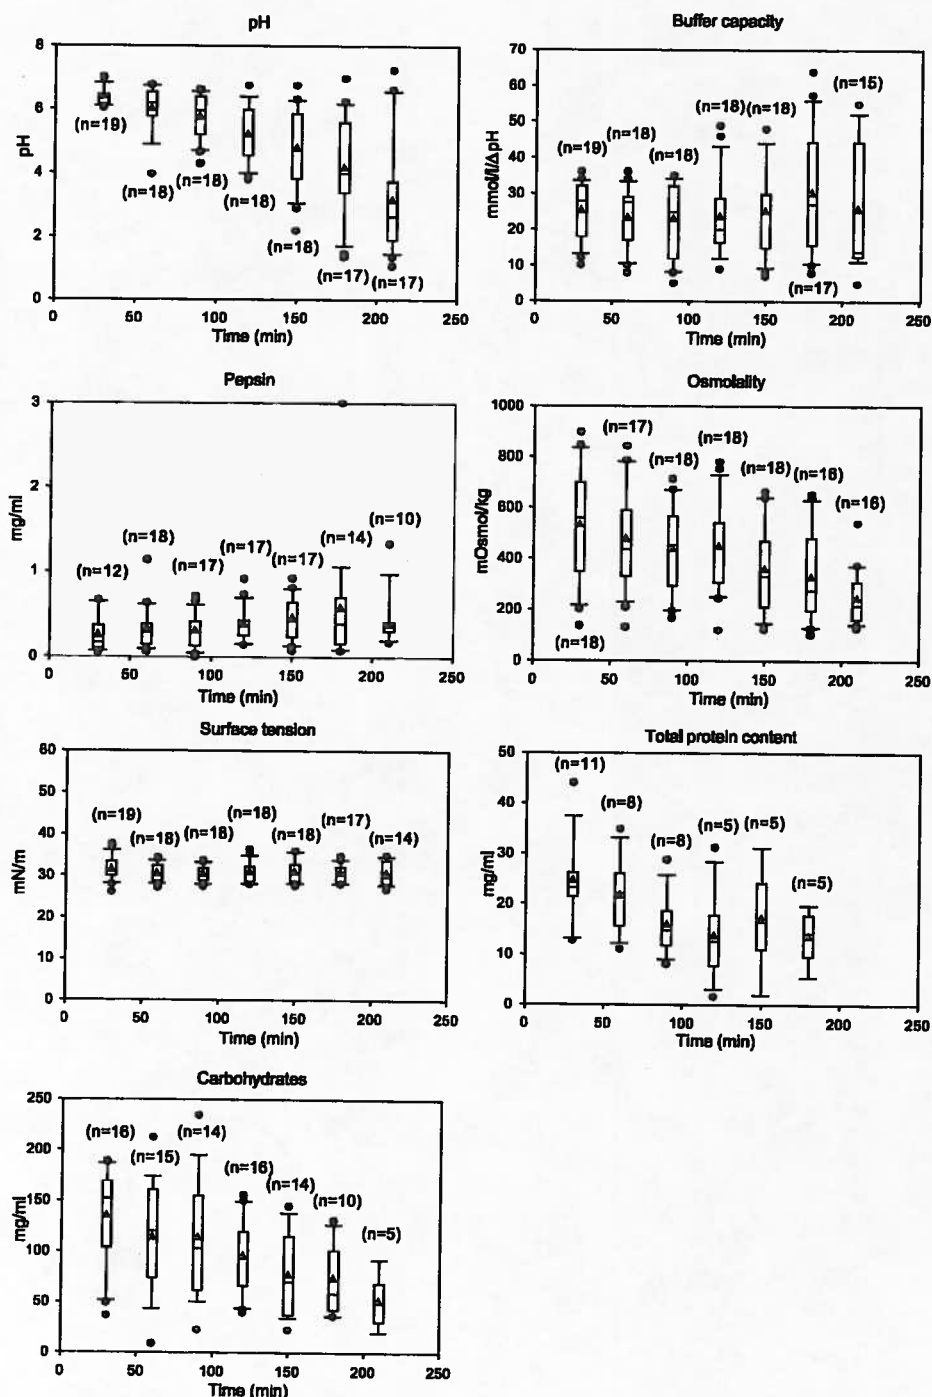 pH
8
6
4
2
0
pH
(n=19)
(n=18)
(n=18)
(n=18)
(n=18)
(n=17)
(n=17)
0 50 100 150 200 250
Time (min)
Buffer capacity
70
60
50
40
30
20
10
0
mmol/l/ΔpH
(n=19)
(n=18)
(n=18)
(n=18)
(n=18)
(n=17)
(n=15)
0 50 100 150 200 250
Time (min)
Pepsin
3
2
1
0
mg/ml
(n=12)
(n=18)
(n=17)
(n=17)
(n=17)
(n=14)
(n=10)
0 50 100 150 200 250
Time (min)
Osmolality
1000
800
600
400
200
0
mOsmol/kg
(n=18)
(n=17)
(n=18)
(n=18)
(n=18)
(n=16)
(n=16)
0 50 100 150 200 250
Time (min)
Surface tension
60
50
40
30
20
10
0
mN/m
(n=19)
(n=18)
(n=18)
(n=18)
(n=18)
(n=17)
(n=14)
0 50 100 150 200 250
Time (min)
Total protein content
50
40
30
20
10
0
mg/ml
(n=11)
(n=8)
(n=8)
(n=5)
(n=5)
(n=5)
0 50 100 150 200 250
Time (min)
Carbohydrates
250
200
150
100
50
0
mg/ml
(n=16)
(n=15)
(n=14)
(n=16)
(n=14)
(n=10)
(n=5)
0 50 100 150 200 250
Time (min)